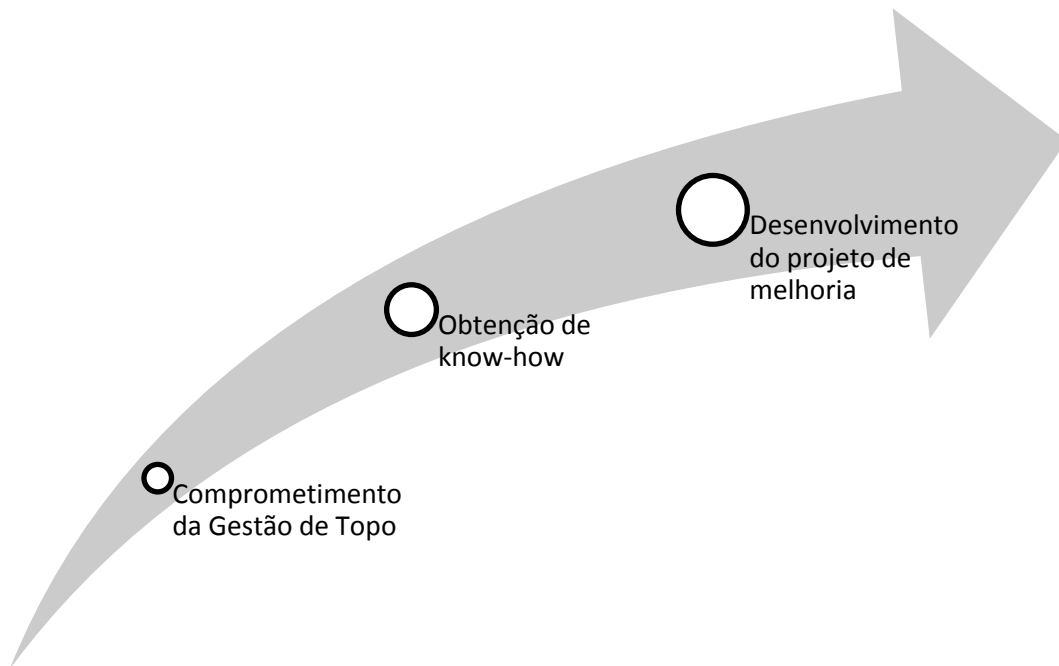 Comprometimento
da Gestão de Topo
Obtenção de
know-how
Desenvolvimento
do projeto de
melhoria